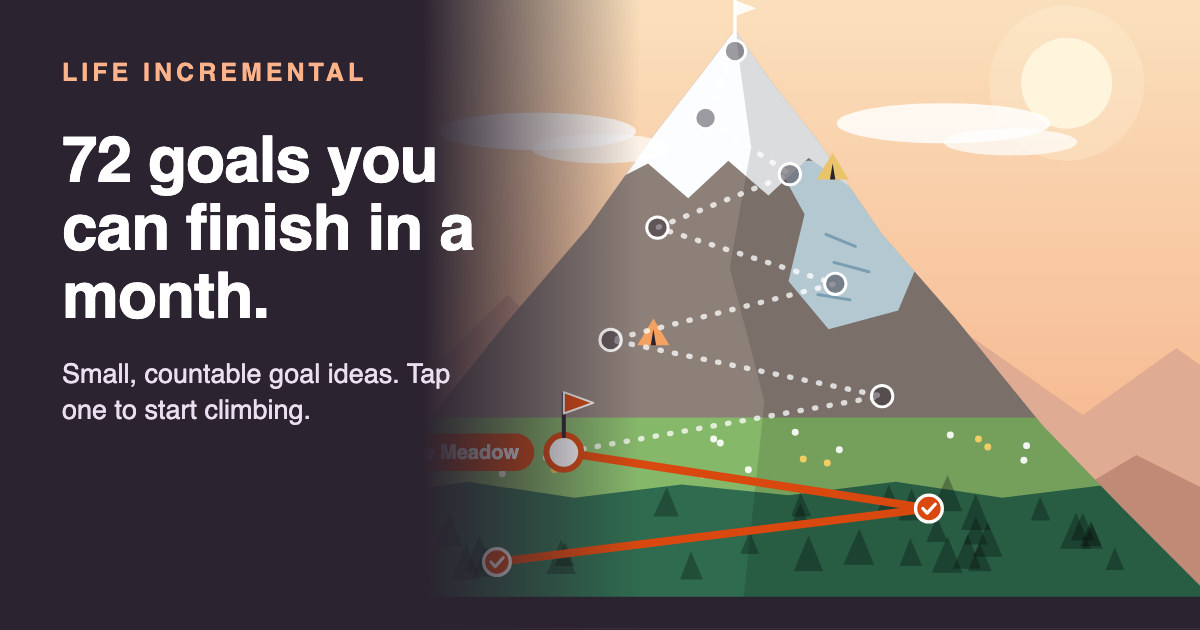 LIFE INCREMENTAL
72 goals you
can finish in a
month.
Small, countable goal ideas. Tap
one to start climbing.
Meadow